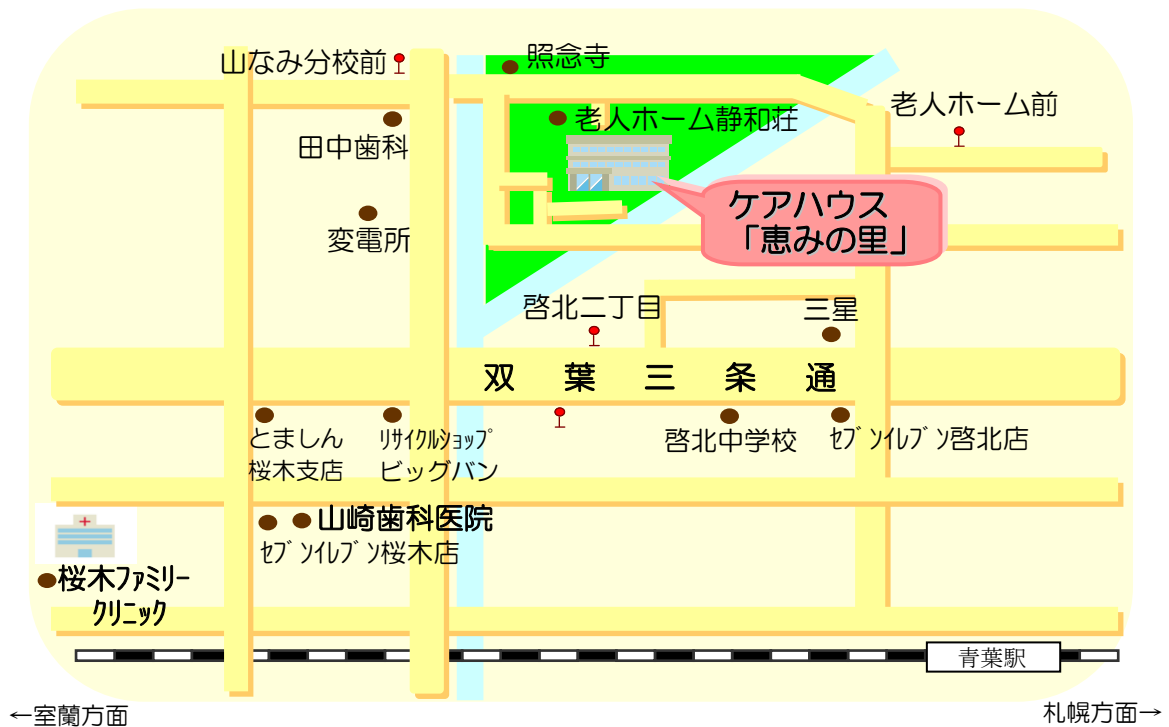 山なみ分校前
照念寺
老人ホーム前
老人ホーム静和荘
田中歯科
ケアハウス
「恵みの里」
変電所
啓北二丁目
三星
双葉三条通
とましん
桜木支店
ﾘｻｲｸﾙｼｮｯﾌﾟ
ビッグバン
啓北中学校
ｾﾌﾞﾝｲﾚﾌﾞﾝ啓北店
山崎歯科医院
ｾﾌﾞﾝｲﾚﾌﾞﾝ桜木店
桜木ﾌｧﾐﾘｰ
ｸﾘﾆｯｸ
青葉駅
←室蘭方面
札幌方面→